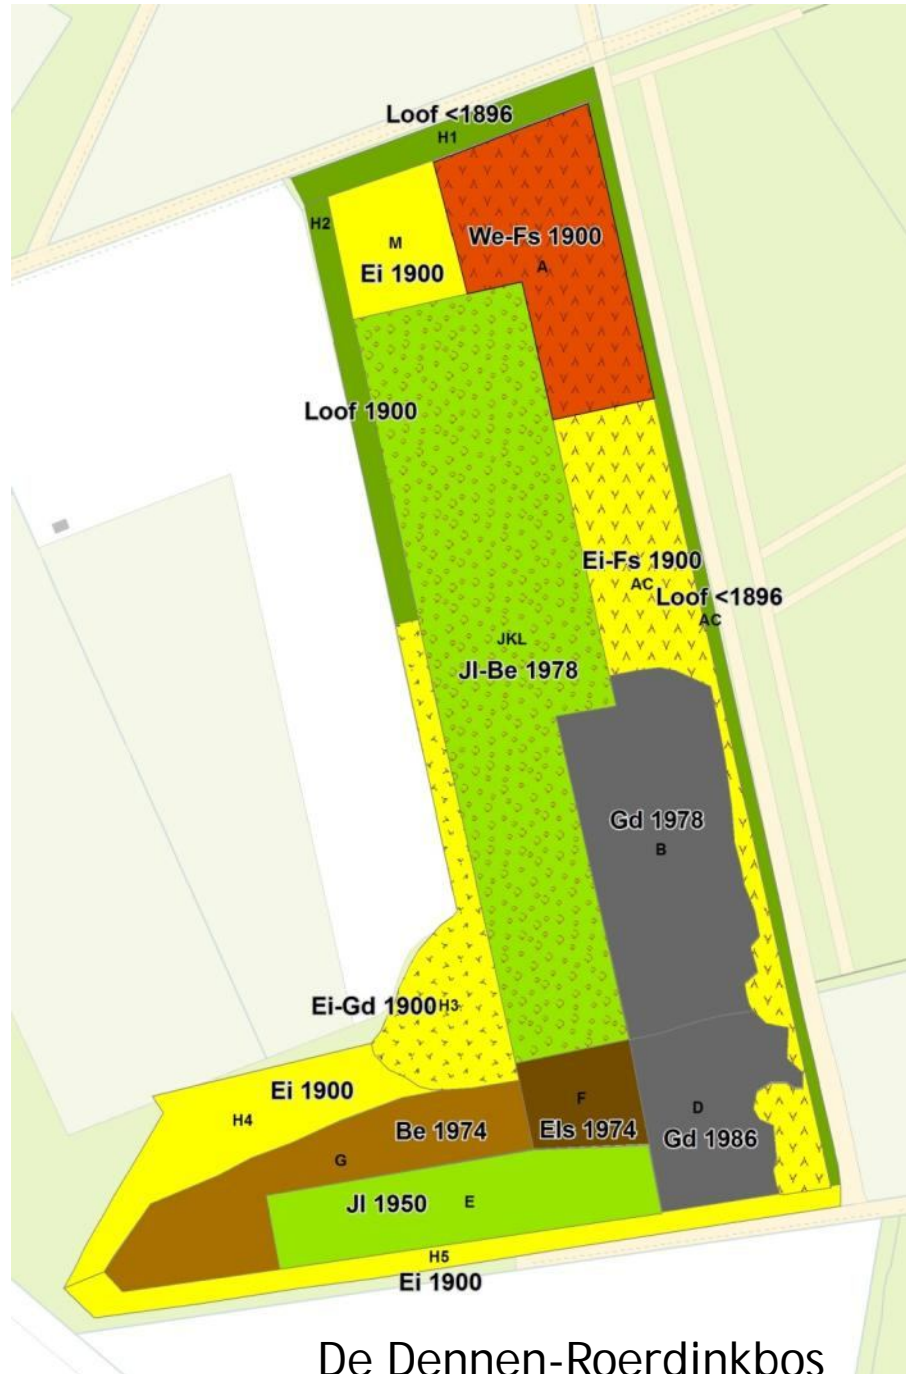 Loof <1896
H1
H2
We-Fs 1900
M
A
Ei 1900
Loof 1900
Ei-Fs 1900
AC
Loof <1896
AC
JKL
Jl-Be 1978
Gd 1978
B
Ei-Gd 1900 H3
Ei 1900
H4
F
D
Be 1974
Els 1974
Gd 1986
G
Jl 1950
E
H5
Ei 1900
De Dennen-Roerdinkbos